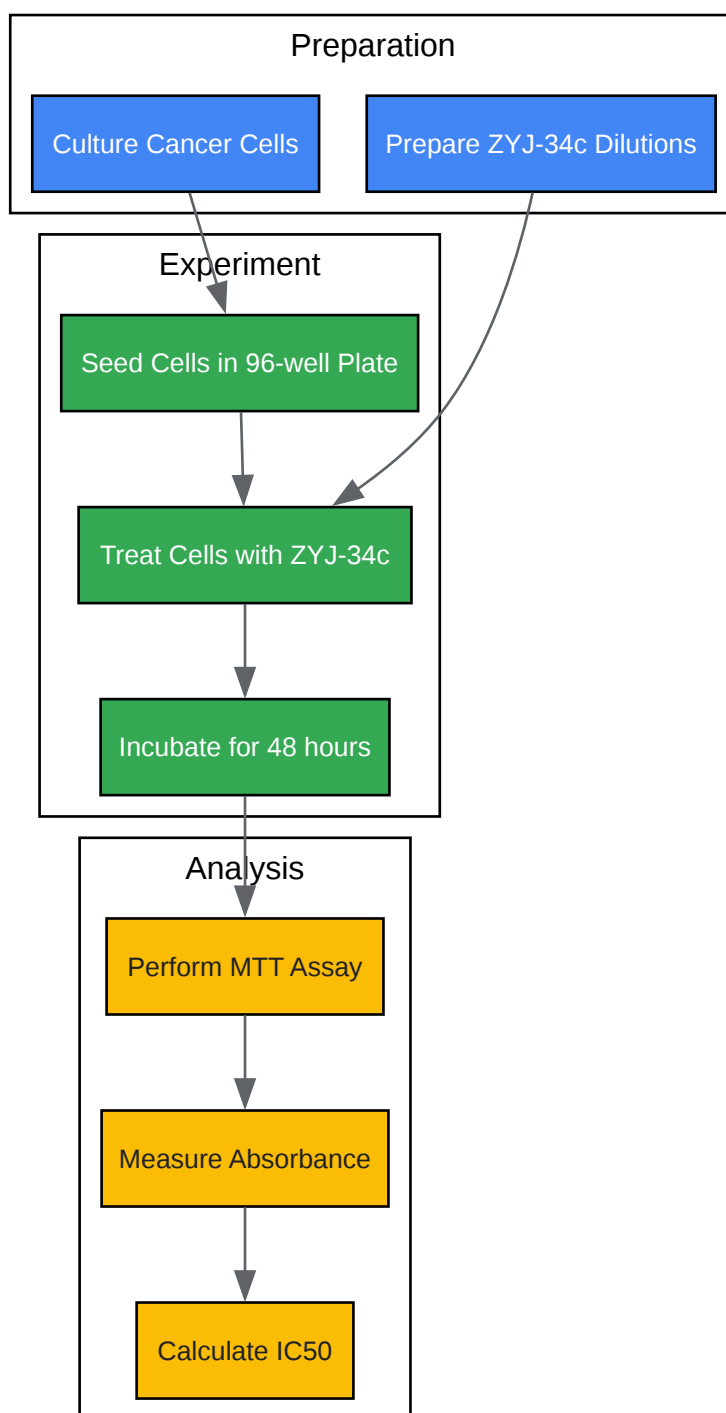 Preparation
Culture Cancer Cells
Prepare ZYJ-34c Dilutions
Experiment
Seed Cells in 96-well Plate
Treat Cells with ZYJ-34c
Incubate for 48 hours
Analysis
Perform MTT Assay
Measure Absorbance
Calculate IC50